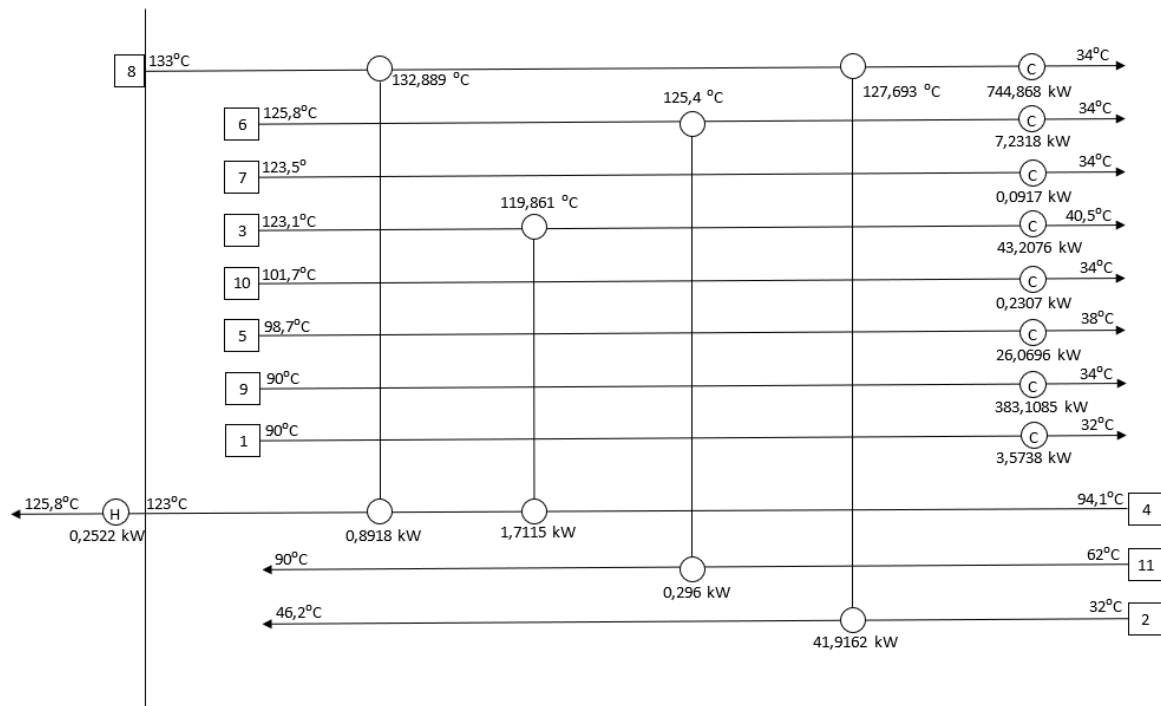 8 133°C 132,889 °C 127,693 °C C 34°C
744,868 kW
6 125,8°C 125,4 °C C 34°C
7,2318 kW
7 123,5° C 34°C
0,0917 kW
3 123,1°C 119,861 °C C 40,5°C
43,2076 kW
10 101,7°C C 34°C
0,2307 kW
5 98,7°C C 38°C
26,0696 kW
9 90°C C 34°C
383,1085 kW
1 90°C C 32°C
3,5738 kW
125,8°C H 123°C 94,1°C 4
0,2522 kW 0,8918 kW 1,7115 kW
90°C 62°C 11
0,296 kW
46,2°C 32°C 2
41,9162 kW